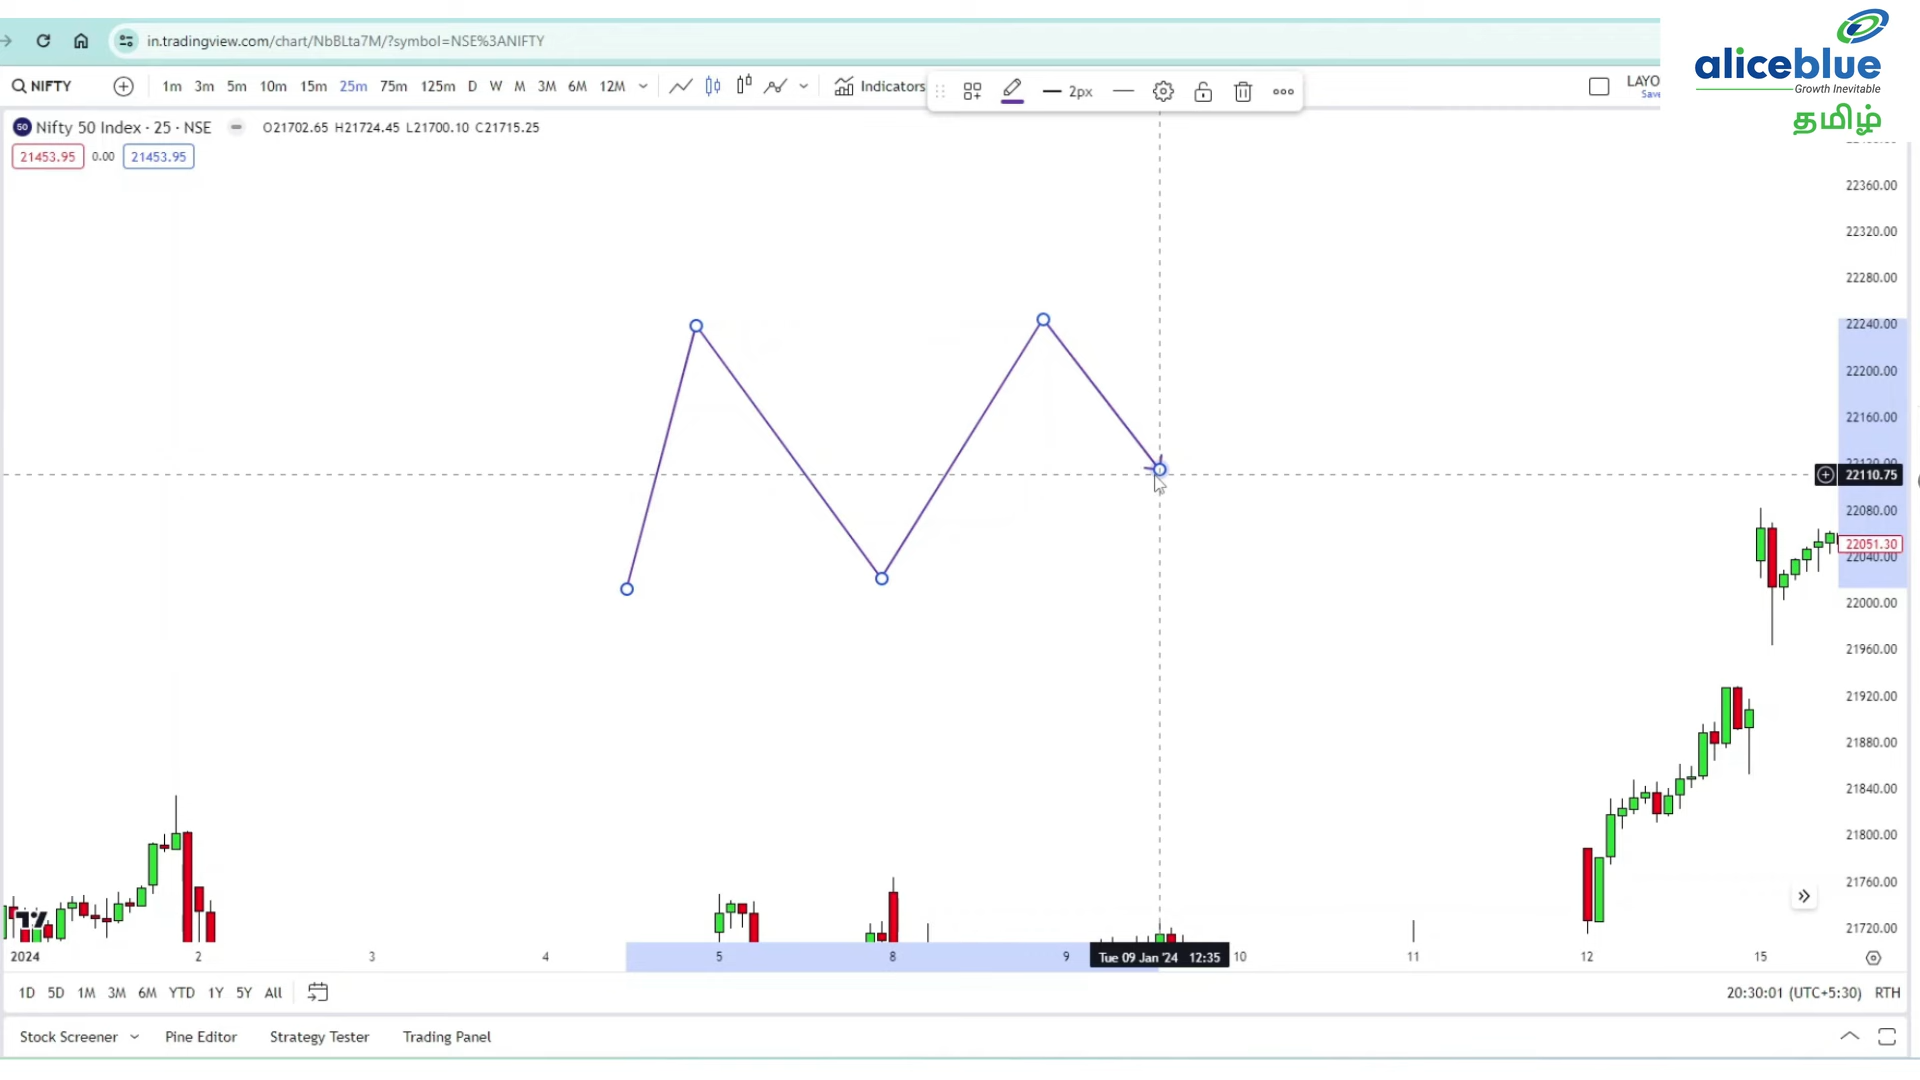 in.tradingview.com/chart/NbBLta7M/?symbol=NSE%3ANIFTY
aliceblue
Growth Inevitable
தமிழ்
NIFTY 1m 3m 5m 10m 15m 25m 75m 125m D W M 3M 6M 12M Indicators 2px LAYO
Save
50 Nifty 50 Index · 25 · NSE O21702.65 H21724.45 L21700.10 C21715.25
21453.95 0.00 21453.95
22360.00
22320.00
22280.00
22240.00
22200.00
22160.00
22110.75
22080.00
22051.30
22040.00
22000.00
21960.00
21920.00
21880.00
21840.00
21800.00
21760.00
21720.00
2024 2 3 4 5 8 9 Tue 09 Jan '24 12:35 10 11 12 15
1D 5D 1M 3M 6M YTD 1Y 5Y All 20:30:01 (UTC+5:30) RTH
Stock Screener Pine Editor Strategy Tester Trading Panel